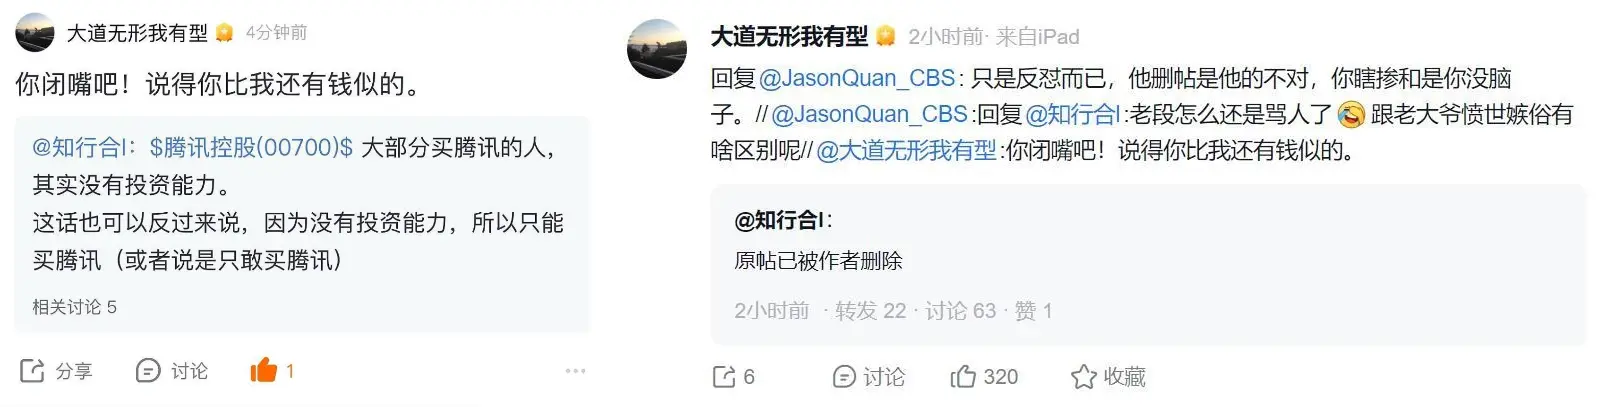 大道无形我有型 4分钟前
你闭嘴吧！说得你比我还有钱似的。
@知行合I：$腾讯控股(00700)$ 大部分买腾讯的人，
其实没有投资能力。
这话也可以反过来说，因为没有投资能力，所以只能
买腾讯（或者说是只敢买腾讯）
相关讨论 5
分享 讨论 1
大道无形我有型 2小时前· 来自iPad
回复@JasonQuan_CBS: 只是反怼而已，他删帖是他的不对，你瞎掺和是你没脑
子。//@JasonQuan_CBS:回复@知行合I:老段怎么还是骂人了🤣跟老大爷愤世嫉俗有
啥区别呢//@大道无形我有型:你闭嘴吧！说得你比我还有钱似的。
@知行合I：
原帖已被作者删除
2小时前 · 转发 22 · 讨论 63 · 赞 1
6 讨论 320 收藏